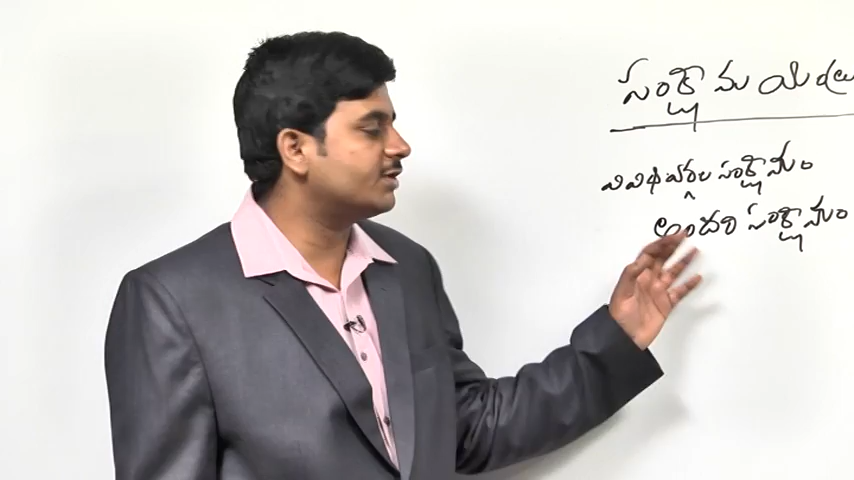 సంక్షేమ
వివిధ వర్గాల సంక్షేమం
అందరి సంక్షేమం